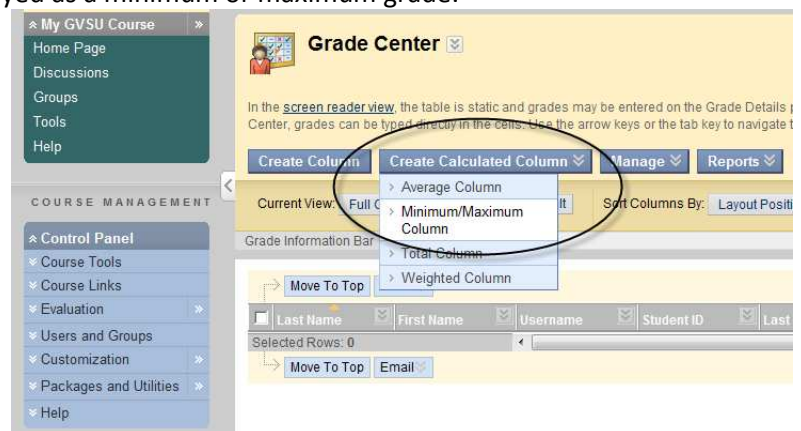 yed as a minimum or maximum grade.
My GVSU Course
Home Page
Discussions
Groups
Tools
Help
COURSE MANAGEMENT
Control Panel
Course Tools
Course Links
Evaluation
Users and Groups
Customization
Packages and Utilities
Help
Grade Center
In the screen reader view, the table is static and grades may be entered on the Grade Details p
Center, grades can be typed directly in the cells. Use the arrow keys or the tab key to navigate t
Create Column Create Calculated Column Manage Reports
Average Column
Minimum/Maximum
Column
Total Column
Weighted Column
Current View: Full Sort Columns By: Layout Positi
Grade Information Bar
Move To Top
Last Name First Name Username Student ID Last
Selected Rows: 0
Move To Top Email